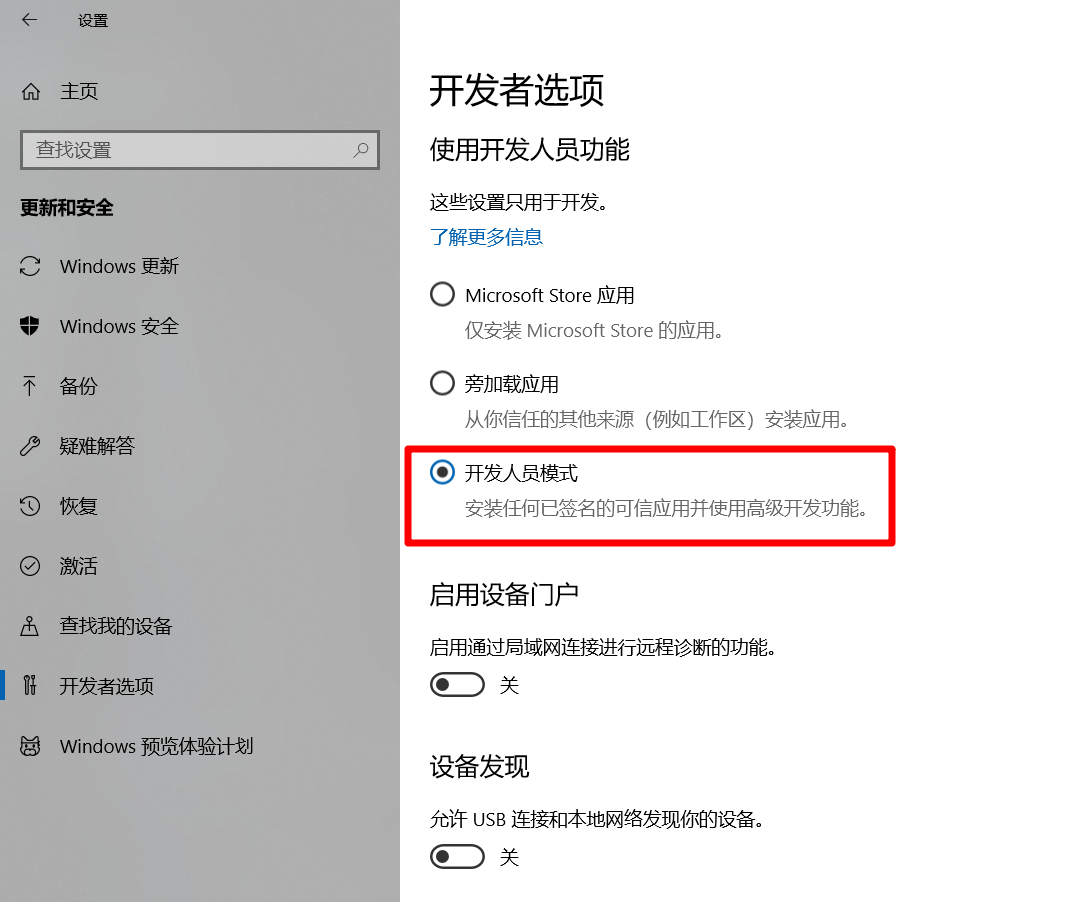 设置
主页
查找设置
更新和安全
Windows 更新
Windows 安全
备份
疑难解答
恢复
激活
查找我的设备
开发者选项
Windows 预览体验计划
开发者选项
使用开发人员功能
这些设置只用于开发。
了解更多信息
Microsoft Store 应用
仅安装 Microsoft Store 的应用。
旁加载应用
从你信任的其他来源（例如工作区）安装应用。
开发人员模式
安装任何已签名的可信应用并使用高级开发功能。
启用设备门户
启用通过局域网连接进行远程诊断的功能。
关
设备发现
允许 USB 连接和本地网络发现你的设备。
关